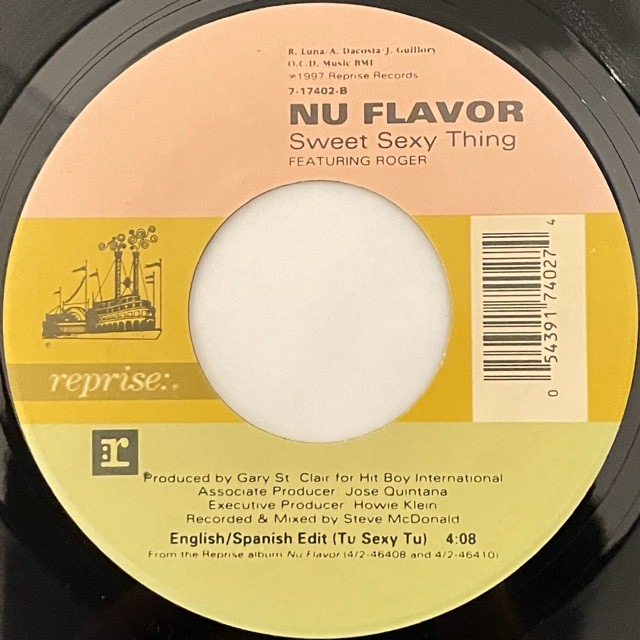 R. Luna/A. Dacosta/J. Guillory
O.C.D. Music BMI
℗1997 Reprise Records
7-17402-B
NU FLAVOR
Sweet Sexy Thing
FEATURING ROGER
0 54391 74027 4
reprise:.
r
Produced by Gary St. Clair for Hit Boy International
Associate Producer: Jose Quintana
Executive Producer: Howie Klein
Recorded & Mixed by Steve McDonald
English/Spanish Edit (Tu Sexy Tu) 4:08
From the Reprise album Nu Flavor (4/2-46408 and 4/2-46410)